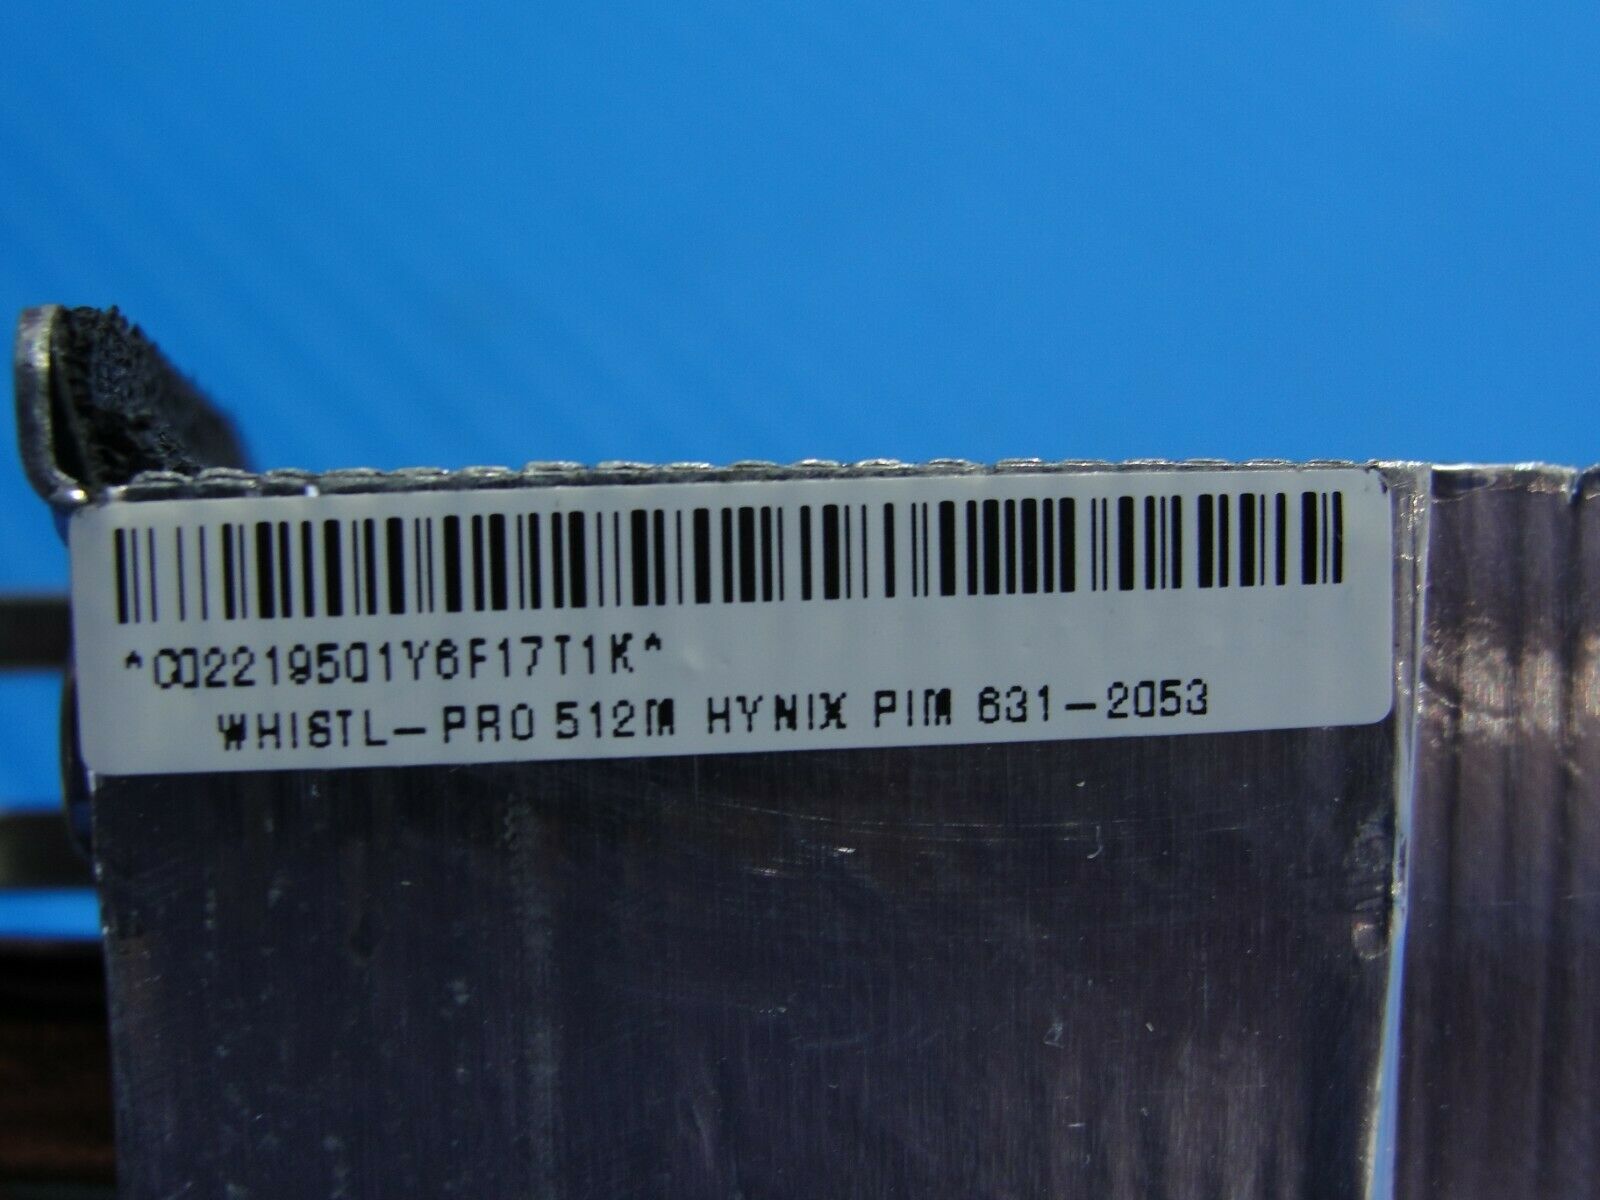 *C02219501Y6F17T1K*
WHISTL-PRO 512M HYNIX PIM 631-2053